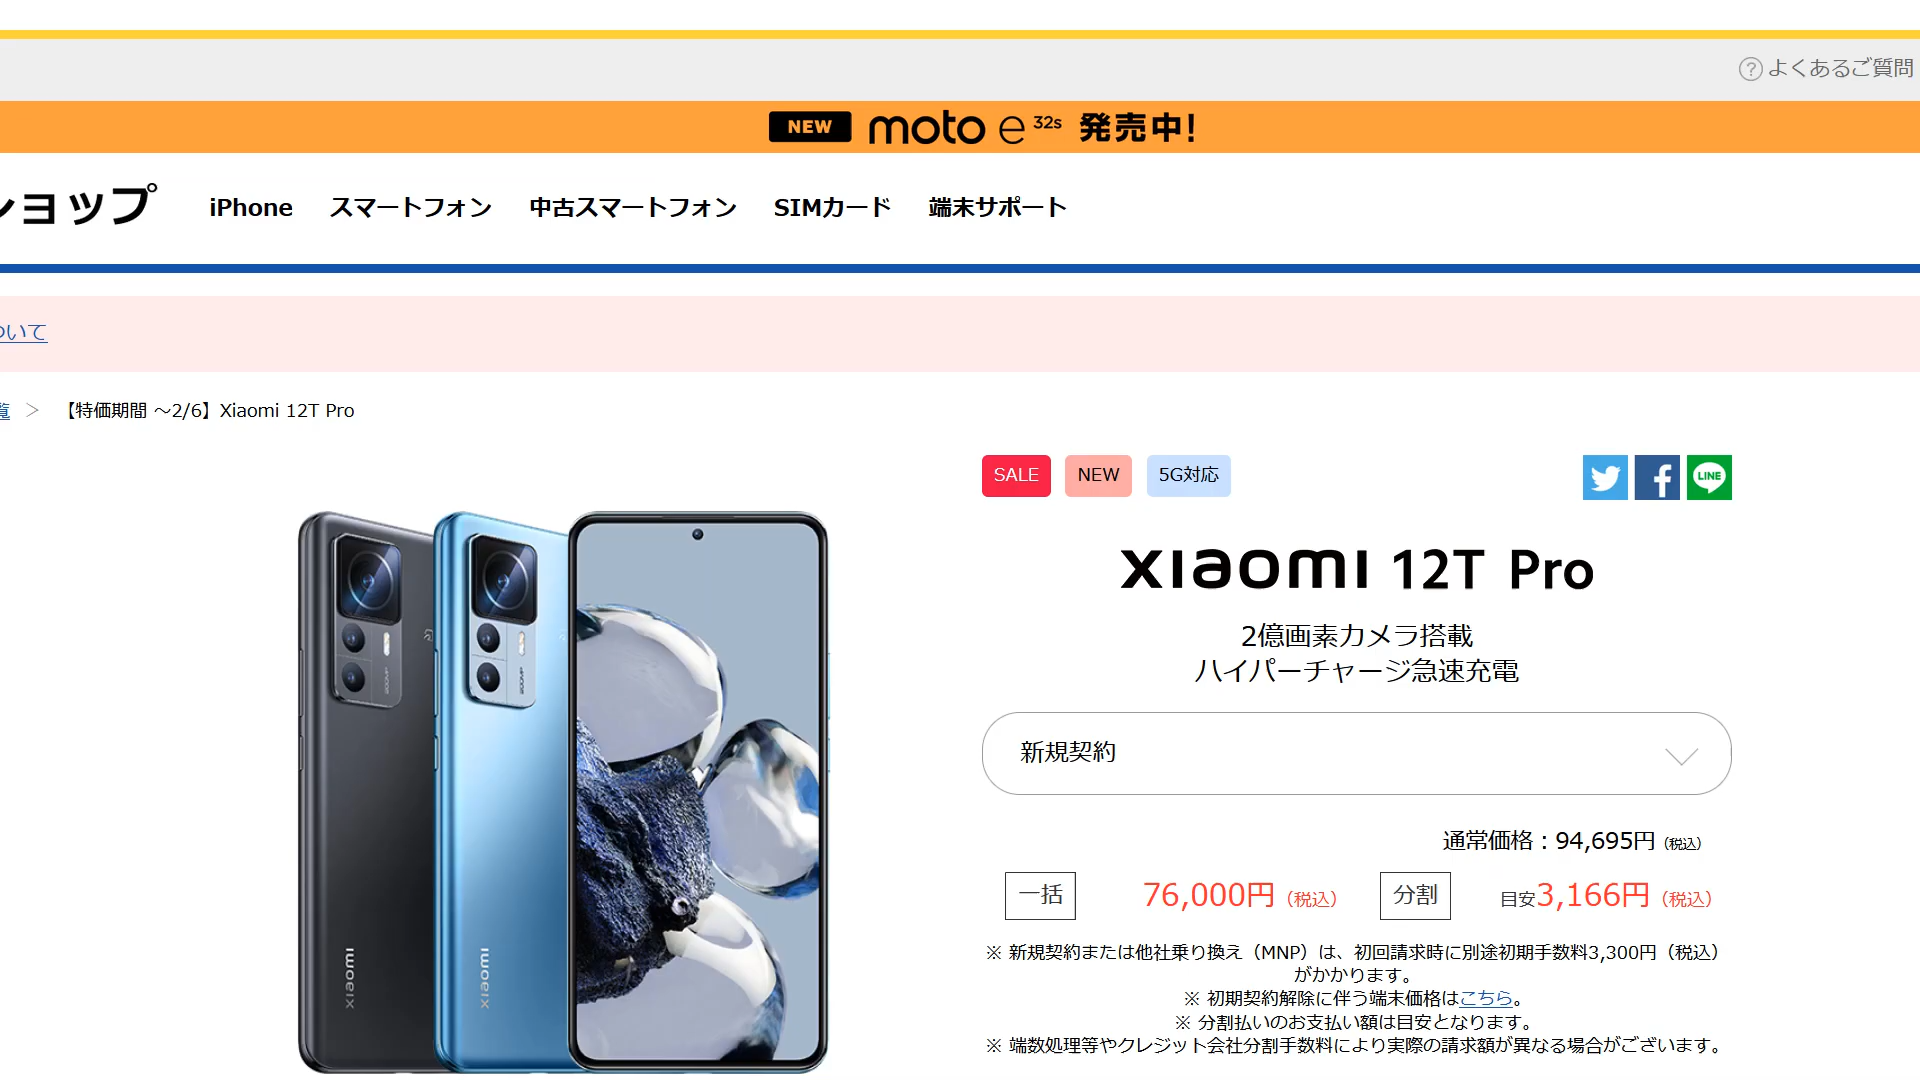 よくあるご質問
NEW moto e 32s 発売中!
ショップ iPhone スマートフォン 中古スマートフォン SIMカード 端末サポート
ついて
覧 > 【特価期間 ～2/6】Xiaomi 12T Pro
SALE NEW 5G対応
LINE
xiaomi 12T Pro
2億画素カメラ搭載
ハイパーチャージ急速充電
新規契約
通常価格：94,695円（税込）
一括 76,000円（税込） 分割 目安3,166円（税込）
※ 新規契約または他社乗り換え（MNP）は、初回請求時に別途初期手数料3,300円（税込）
がかかります。
※ 初期契約解除に伴う端末価格はこちら。
※ 分割払いのお支払い額は目安となります。
※ 端数処理等やクレジット会社分割手数料により実際の請求額が異なる場合がございます。
200MP
200MP
xiaomi
xiaomi